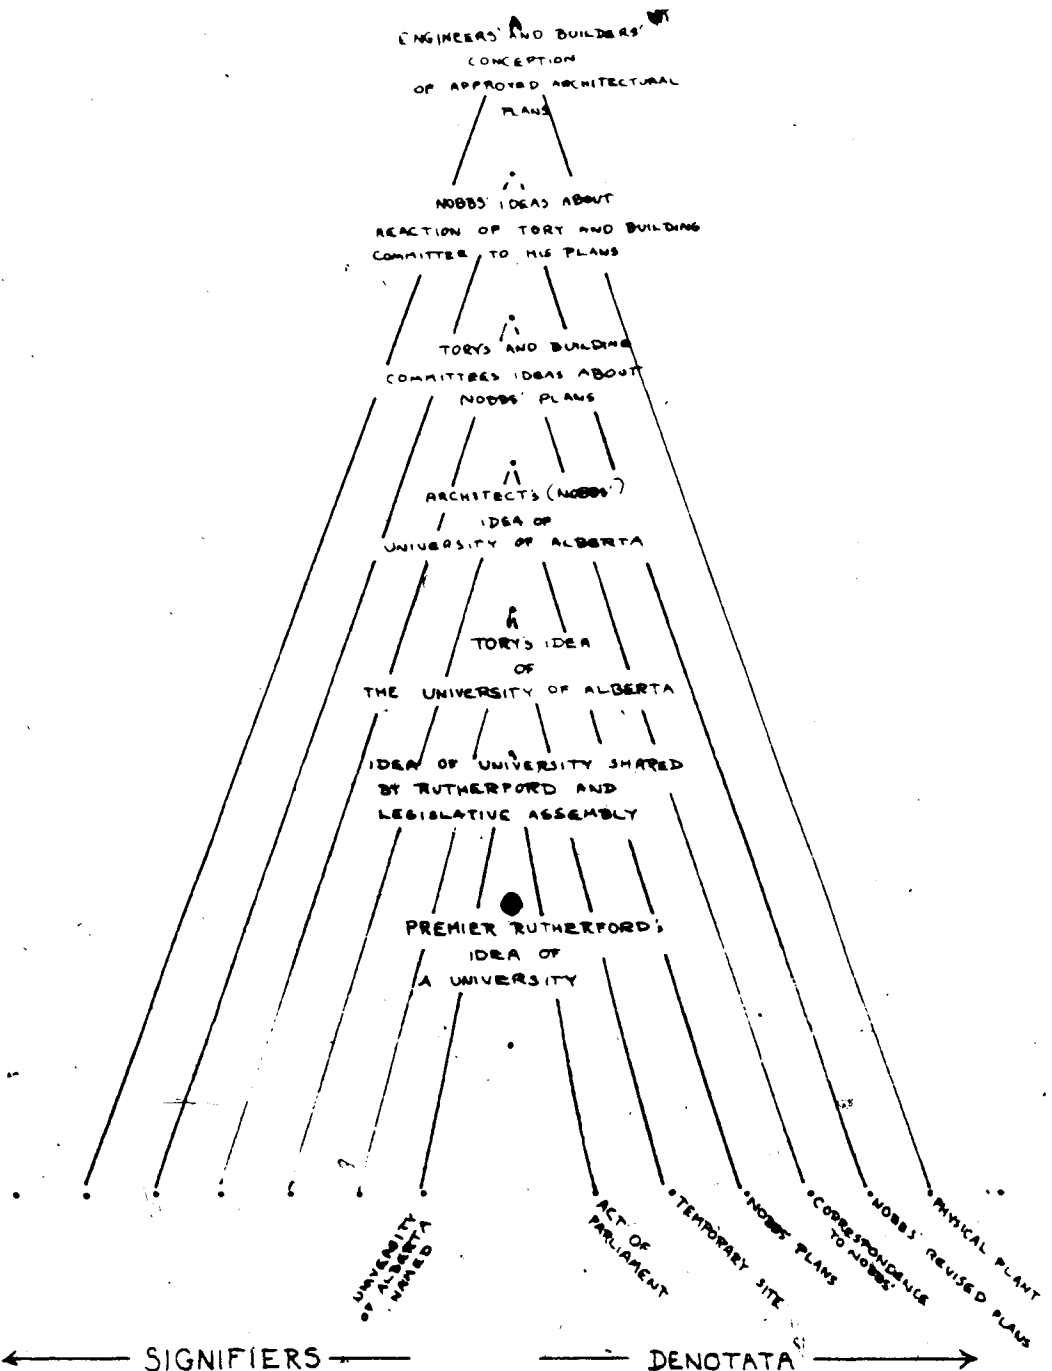 ENGINEERS' AND BUILDERS'
CONCEPTION
OF APPROVED ARCHITECTURAL
PLANS
NOBBS' IDEAS ABOUT
REACTION OF TORY AND BUILDING
COMMITTEE TO HIS PLANS
TORY'S AND BUILDING
COMMITTEES IDEAS ABOUT
NOBBS' PLANS
ARCHITECT'S (NOBBS')
IDEA OF
UNIVERSITY OF ALBERTA
TORY'S IDEA
OF
THE UNIVERSITY OF ALBERTA
IDEA OF UNIVERSITY SHARED
BY RUTHERFORD AND
LEGISLATIVE ASSEMBLY
PREMIER RUTHERFORD'S
IDEA OF
A UNIVERSITY
UNIVERSITY
OF ALBERTA
NAMED
ACT OF
PARLIAMENT
TEMPORARY SITE
NOBBS' PLANS
CORRESPONDENCE
TO NOBBS'
NOBBS' REVISED PLANS
PHYSICAL PLANT
SIGNIFIERS
DENOTATA